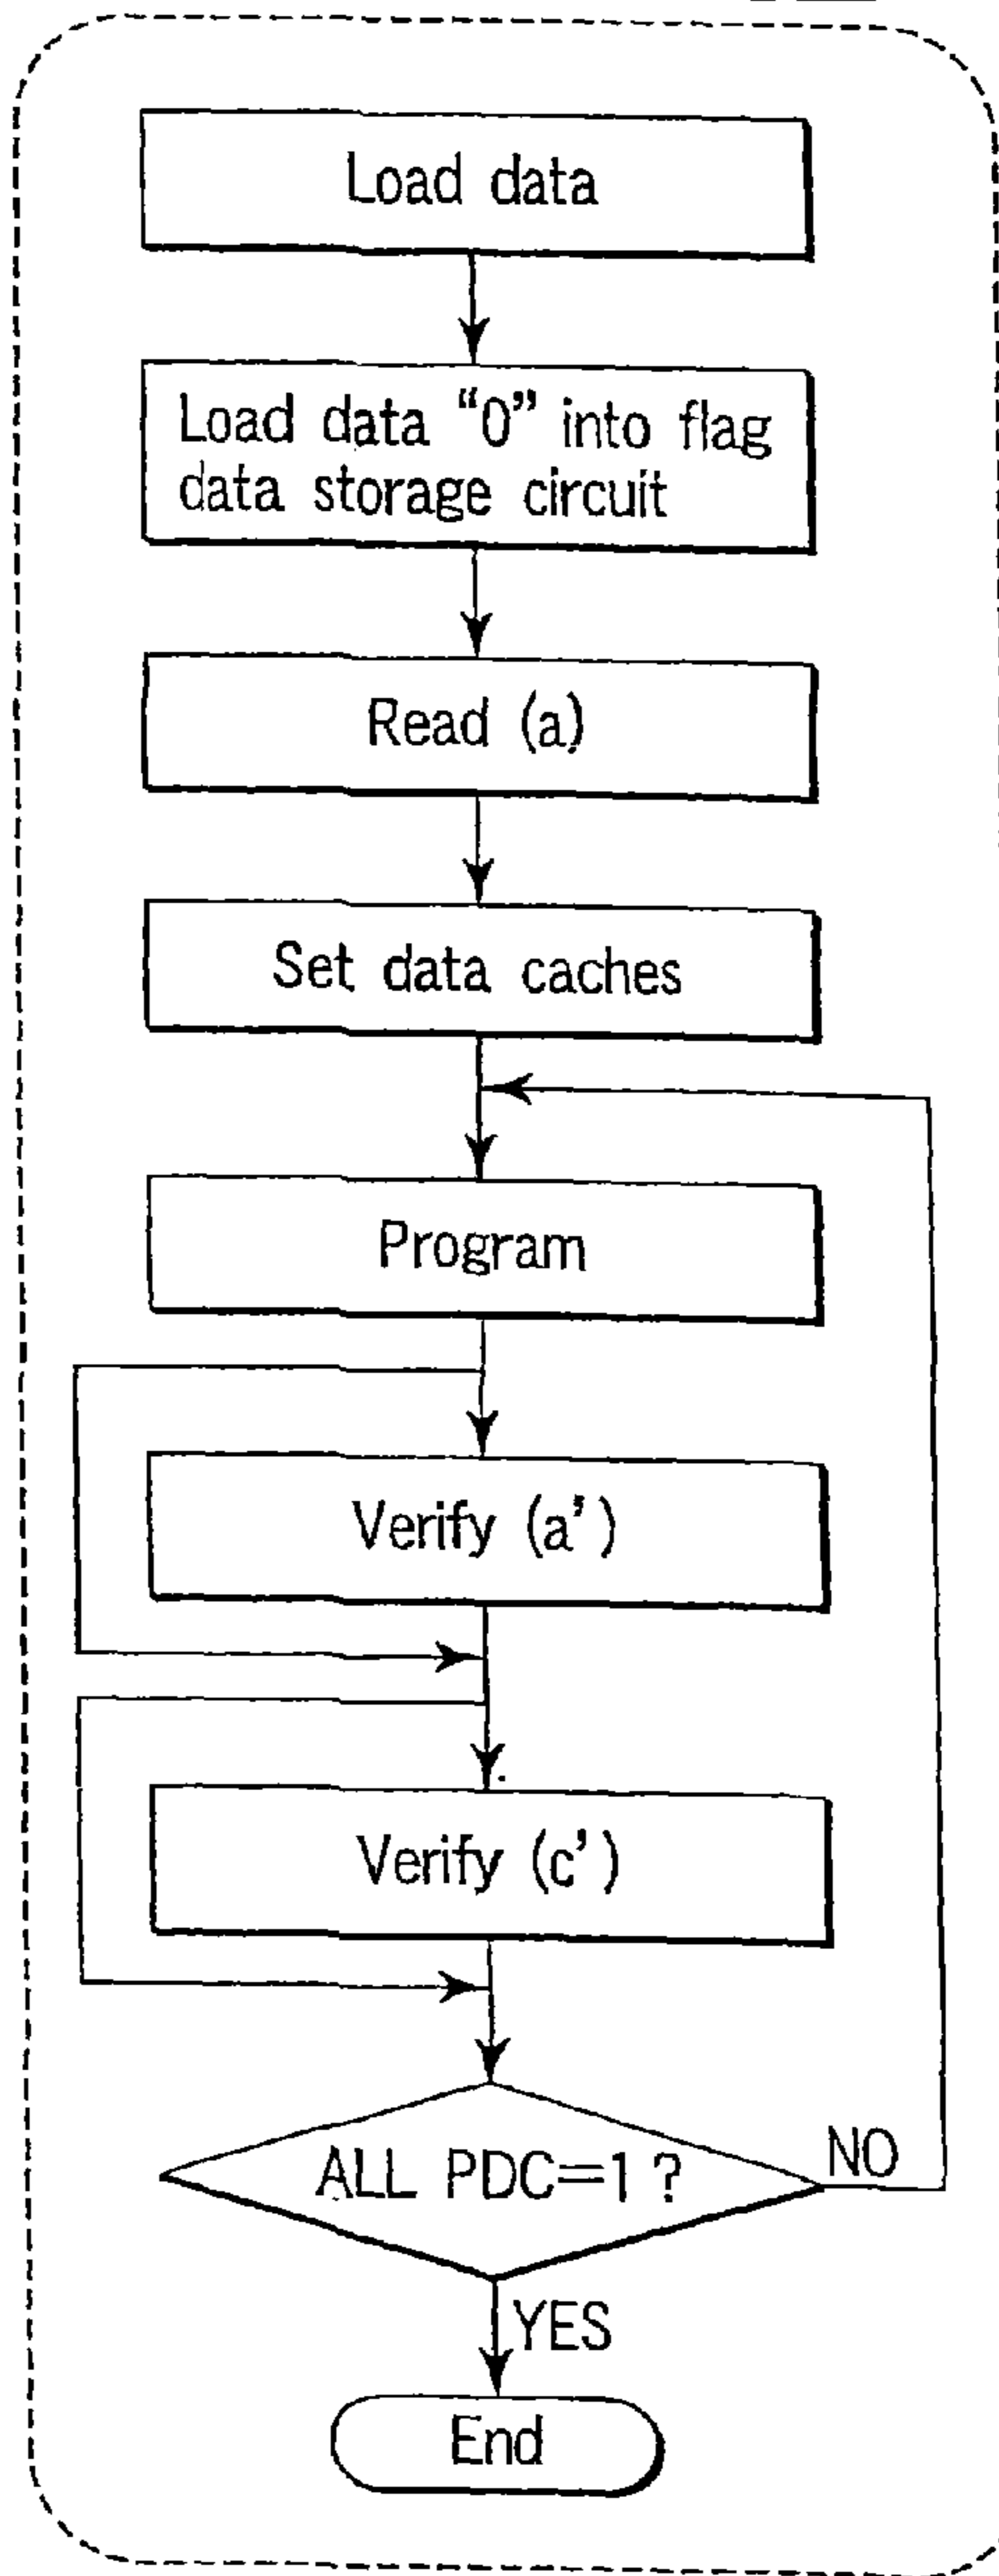 Load data
Load data “0” into flag
data storage circuit
Read (a)
Set data caches
Program
Verify (a’)
Verify (c’)
ALL PDC=1 ?
NO
YES
End